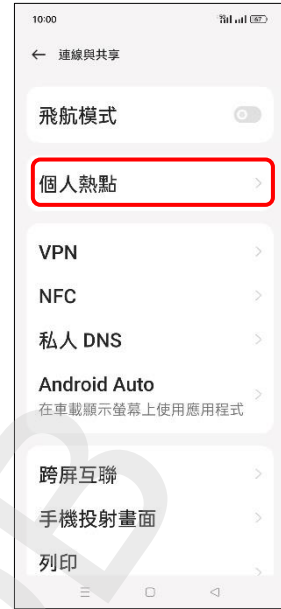 10:00
67
連線與共享
飛航模式
個人熱點
VPN
NFC
私人 DNS
Android Auto
在車載顯示螢幕上使用應用程式
跨屏互聯
手機投射畫面
列印